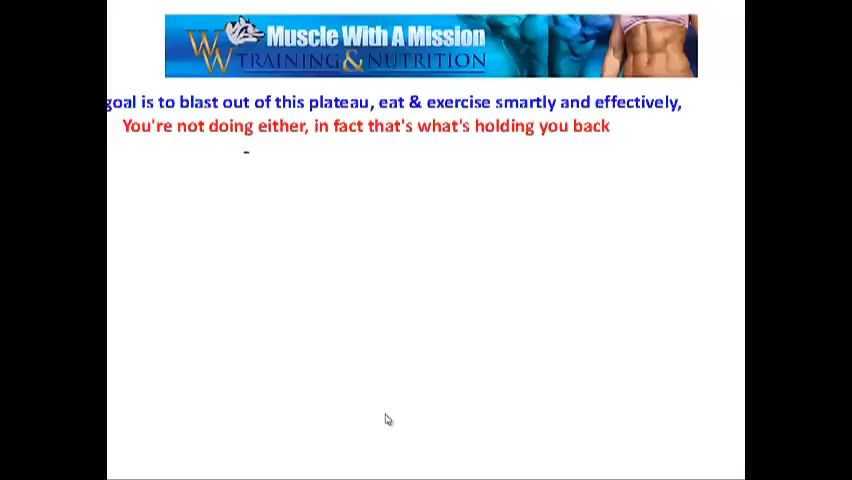 WW
Muscle With A Mission
TRAINING & NUTRITION
goal is to blast out of this plateau, eat & exercise smartly and effectively,
You're not doing either, in fact that's what's holding you back
-